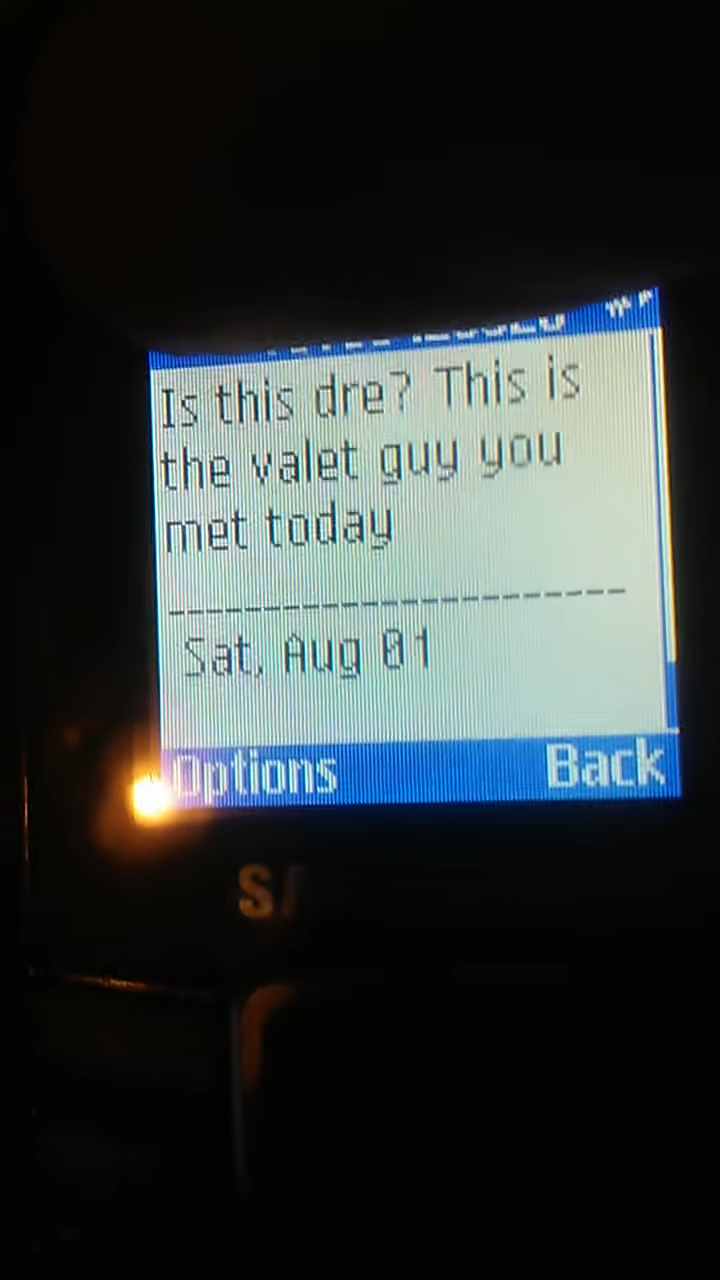 Is this dre? This is
the valet guy you
met today
-------------------------
Sat, Aug 01
Options Back